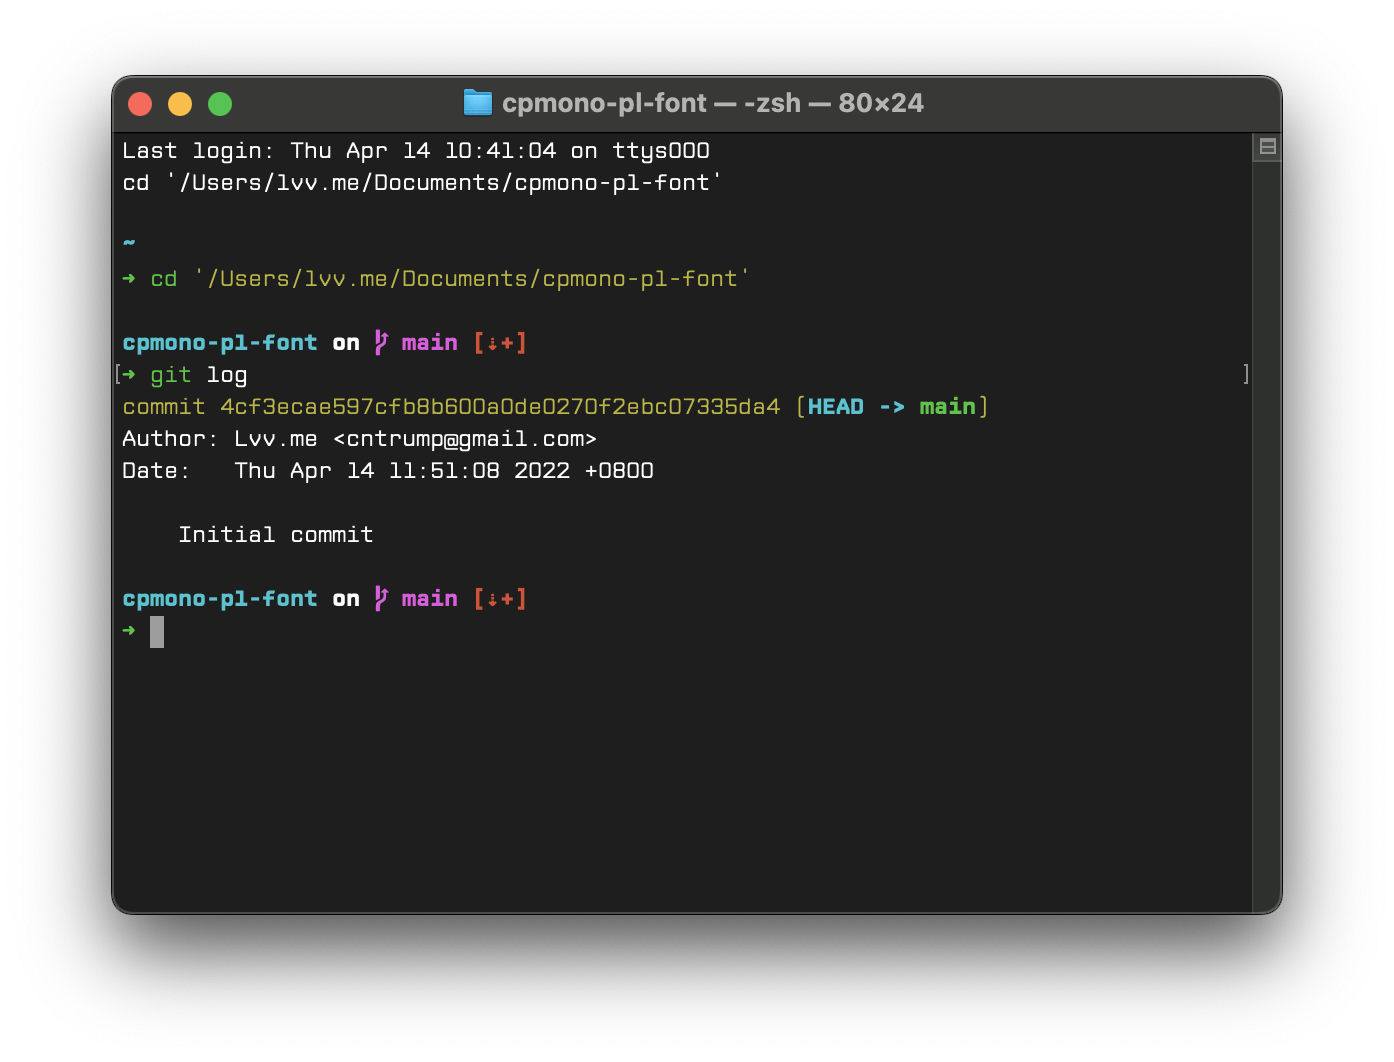 cpmono-pl-font — -zsh — 80×24
Last login: Thu Apr 14 10:41:04 on ttys000
cd '/Users/lvv.me/Documents/cpmono-pl-font'
~
➜ cd '/Users/lvv.me/Documents/cpmono-pl-font'
cpmono-pl-font on main [⇣+]
[➜ git log ]
commit 4cf3ecae597cfb8b600a0de0270f2ebc07335da4 (HEAD -> main)
Author: Lvv.me <cntrump@gmail.com>
Date:   Thu Apr 14 11:51:08 2022 +0800
    Initial commit
cpmono-pl-font on main [⇣+]
➜